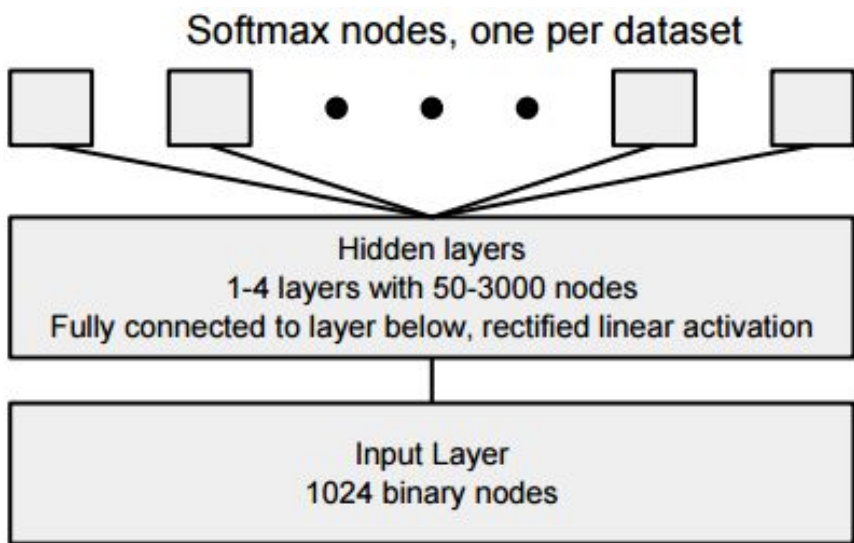 Softmax nodes, one per dataset
Hidden layers
1-4 layers with 50-3000 nodes
Fully connected to layer below, rectified linear activation
Input Layer
1024 binary nodes